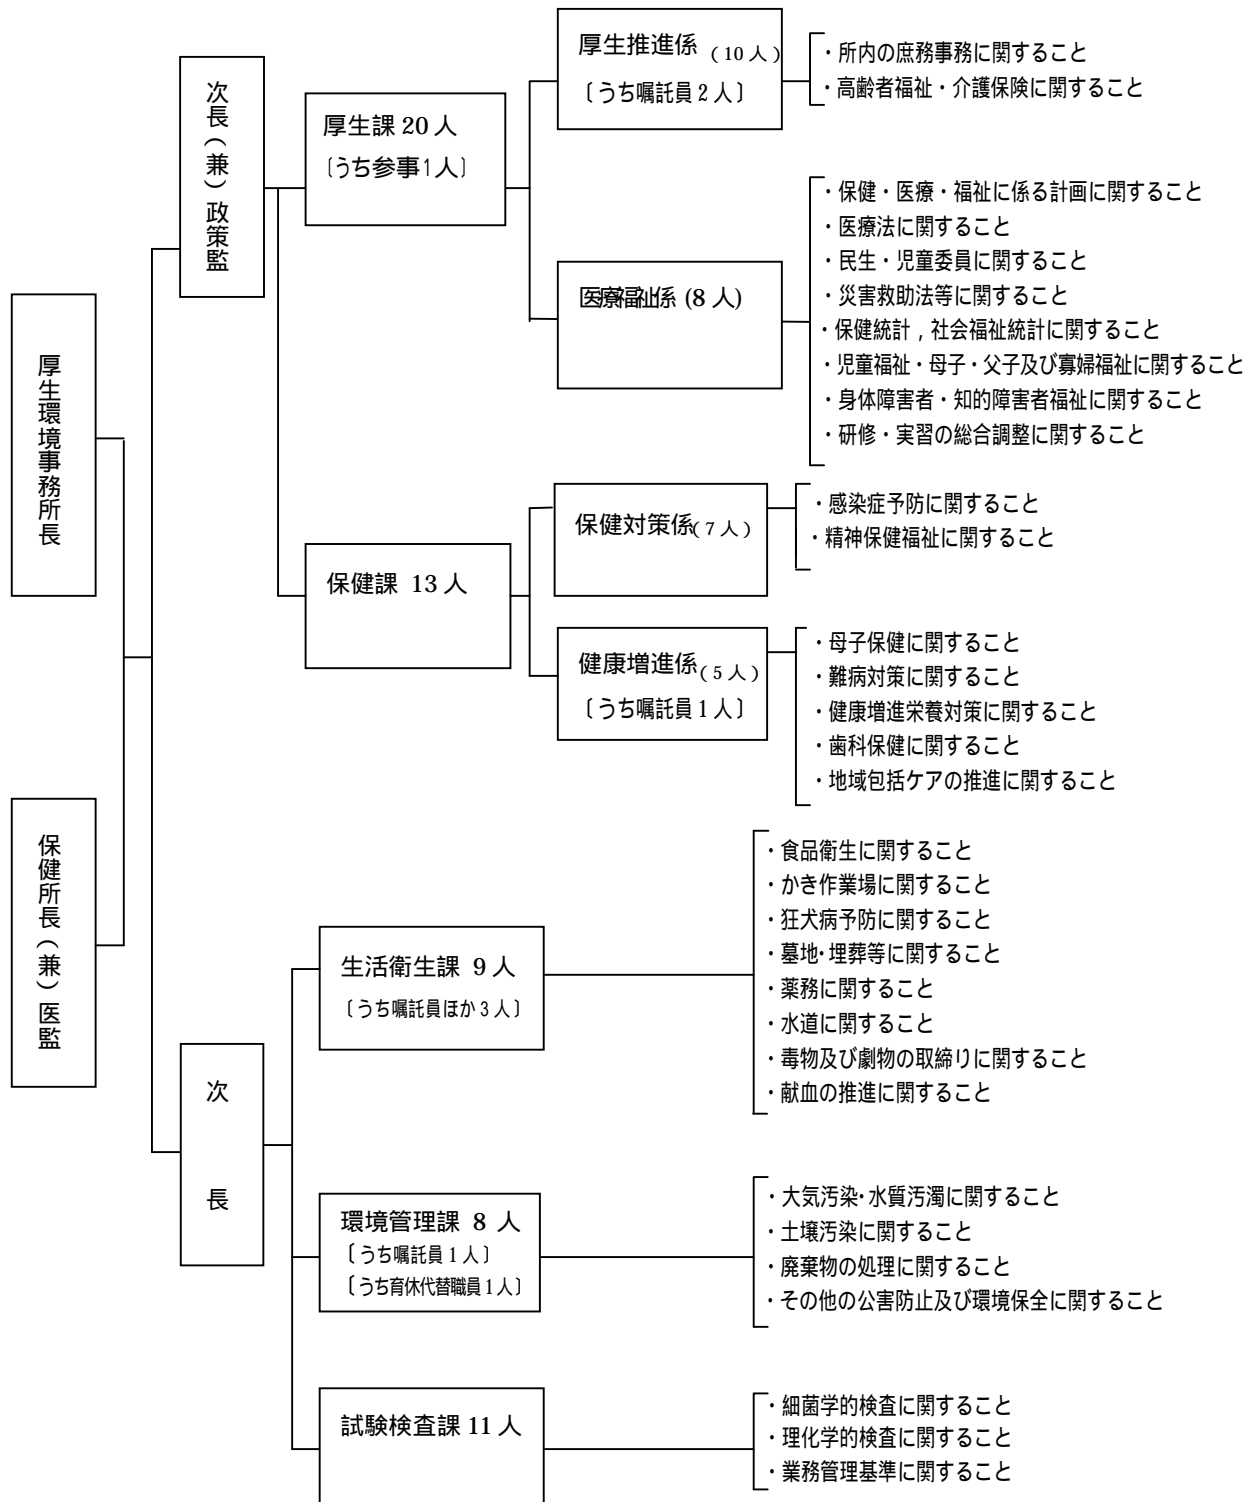 厚生環境事務所長
保健所長（兼）医監
次長（兼）政策監
厚生課 20 人
〔うち参事1人〕
厚生推進係（10 人）
〔うち嘱託員 2 人〕
・所内の庶務事務に関すること
・高齢者福祉・介護保険に関すること
医療福祉係 (8 人)
・保健・医療・福祉に係る計画に関すること
・医療法に関すること
・民生・児童委員に関すること
・災害救助法等に関すること
・保健統計，社会福祉統計に関すること
・児童福祉・母子・父子及び寡婦福祉に関すること
・身体障害者・知的障害者福祉に関すること
・研修・実習の総合調整に関すること
保健課 13 人
保健対策係（7 人）
・感染症予防に関すること
・精神保健福祉に関すること
健康増進係（5 人）
〔うち嘱託員 1 人〕
・母子保健に関すること
・難病対策に関すること
・健康増進栄養対策に関すること
・歯科保健に関すること
・地域包括ケアの推進に関すること
次長
生活衛生課 9 人
〔うち嘱託員ほか 3 人〕
・食品衛生に関すること
・かき作業場に関すること
・狂犬病予防に関すること
・墓地・埋葬等に関すること
・薬務に関すること
・水道に関すること
・毒物及び劇物の取締りに関すること
・献血の推進に関すること
環境管理課 8 人
〔うち嘱託員 1 人〕
〔うち育休代替職員 1 人〕
・大気汚染・水質汚濁に関すること
・土壌汚染に関すること
・廃棄物の処理に関すること
・その他の公害防止及び環境保全に関すること
試験検査課 11 人
・細菌学的検査に関すること
・理化学的検査に関すること
・業務管理基準に関すること